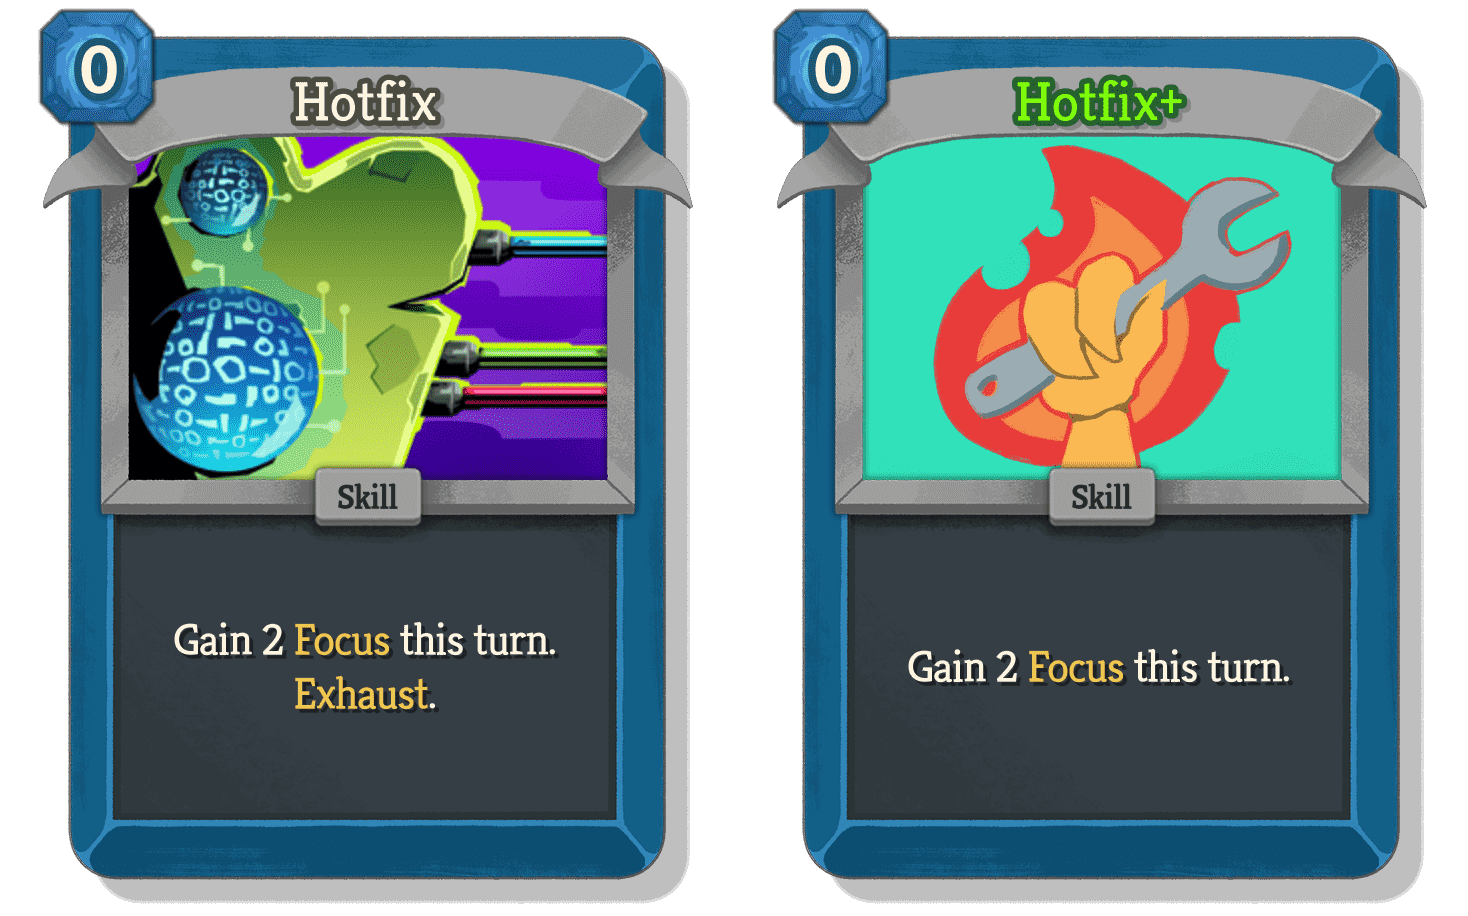 0
Hotfix
Skill
Gain 2 Focus this turn.
Exhaust.
0
Hotfix+
Skill
Gain 2 Focus this turn.